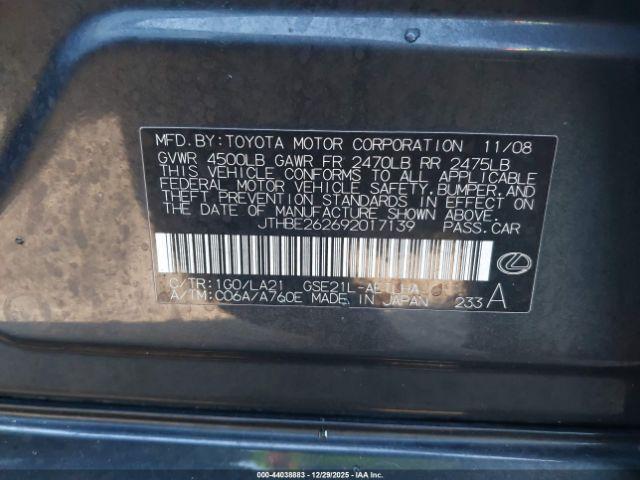 MFD.BY:TOYOTA MOTOR CORPORATION 11/08
GVWR 4500LB GAWR FR 2470LB RR 2475LB
THIS VEHICLE CONFORMS TO ALL APPLICABLE
FEDERAL MOTOR VEHICLE SAFETY,BUMPER,AND
THEFT PREVENTION STANDARDS IN EFFECT ON
THE DATE OF MANUFACTURE SHOWN ABOVE.
JTHBE262692017139 PASS.CAR
C/TR:1G0/LA21 GSE21L-AETLHA
A/TM:C06A/A760E MADE IN JAPAN 233A
000-44038883 - 12/29/2025 - IAA Inc.